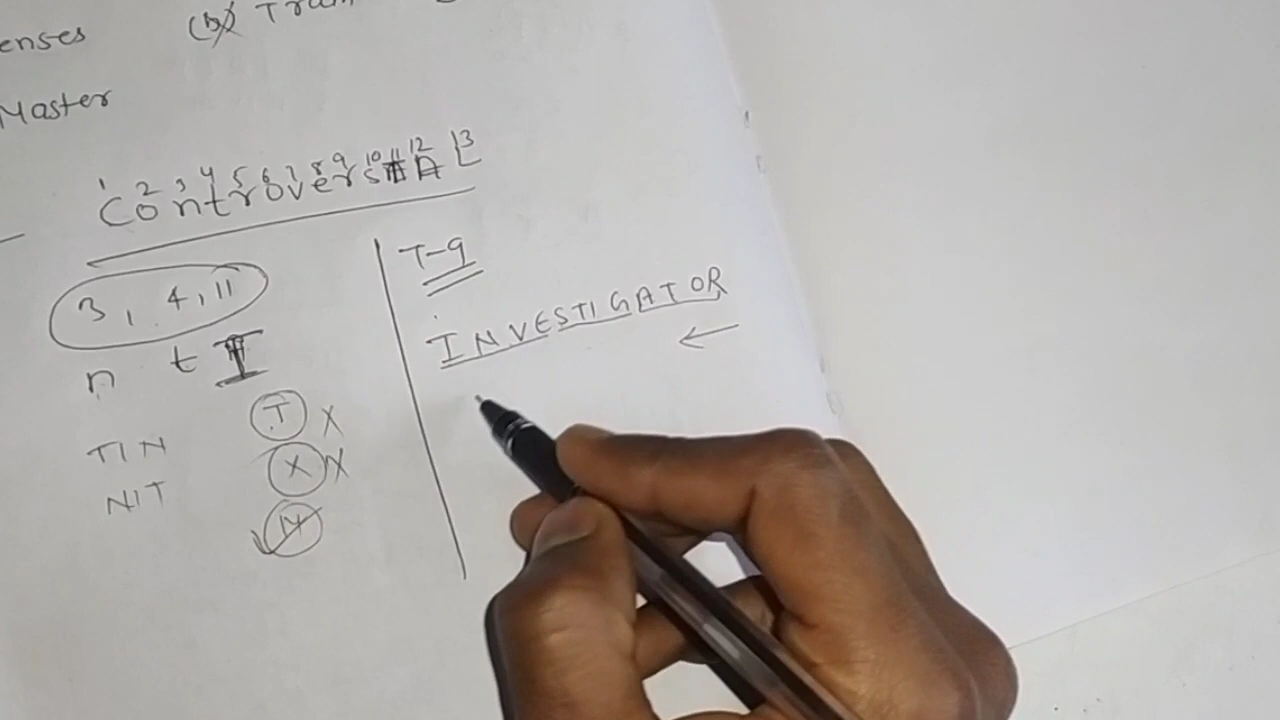 enses (b) Tram
Master
1 2 3 4 5 6 7 8 9 10 11 12 13
ControversIAL
3, 4, 11
n t I
T X
TIN X X
NIT N
T-9
INVESTIGATOR